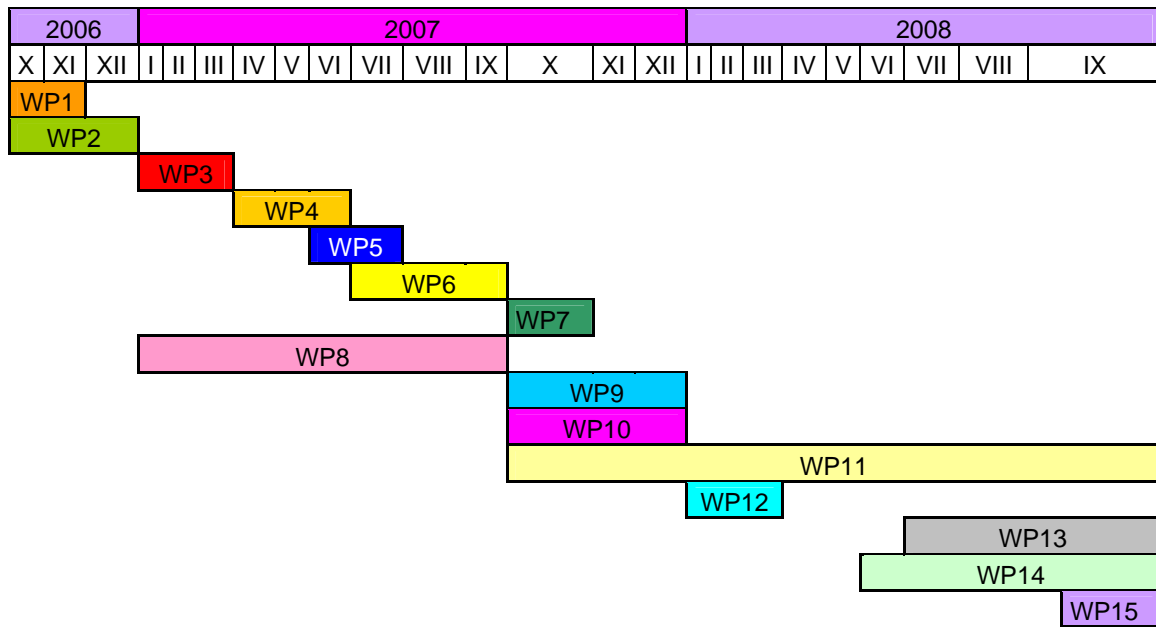 2006 2007 2008
X XI XII I II III IV V VI VII VIII IX X XI XII I II III IV V VI VII VIII IX
WP1
WP2
WP3
WP4
WP5
WP6
WP7
WP8
WP9
WP10
WP11
WP12
WP13
WP14
WP15